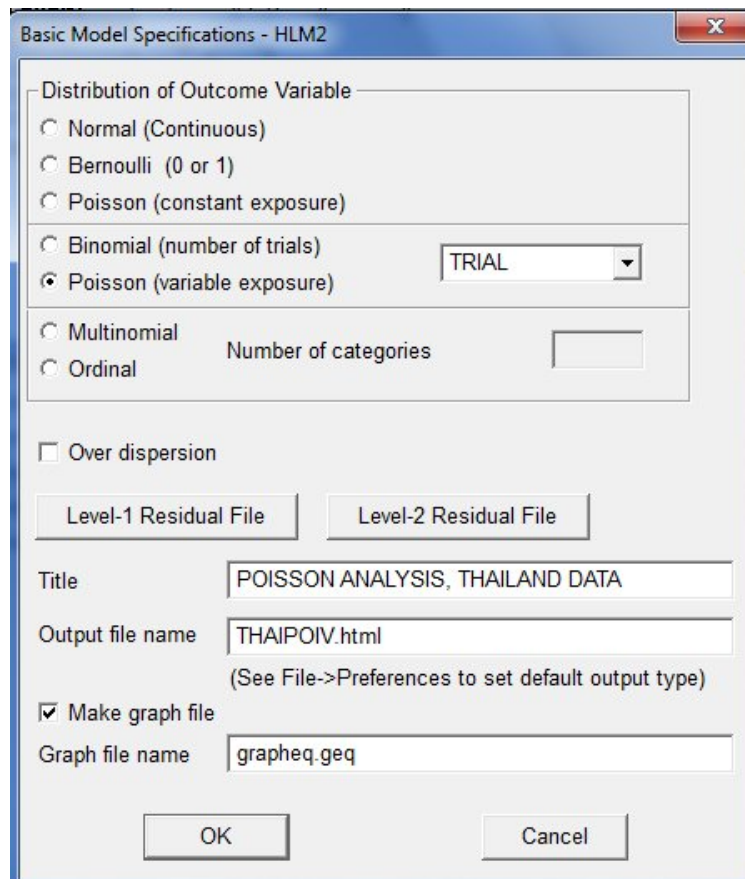 Basic Model Specifications - HLM2
Distribution of Outcome Variable
Normal (Continuous)
Bernoulli (0 or 1)
Poisson (constant exposure)
Binomial (number of trials)
Poisson (variable exposure)
TRIAL
Multinomial
Ordinal
Number of categories
Over dispersion
Level-1 Residual File
Level-2 Residual File
Title
POISSON ANALYSIS, THAILAND DATA
Output file name
THAIPOIV.html
(See File->Preferences to set default output type)
Make graph file
Graph file name
grapheq.geq
OK
Cancel